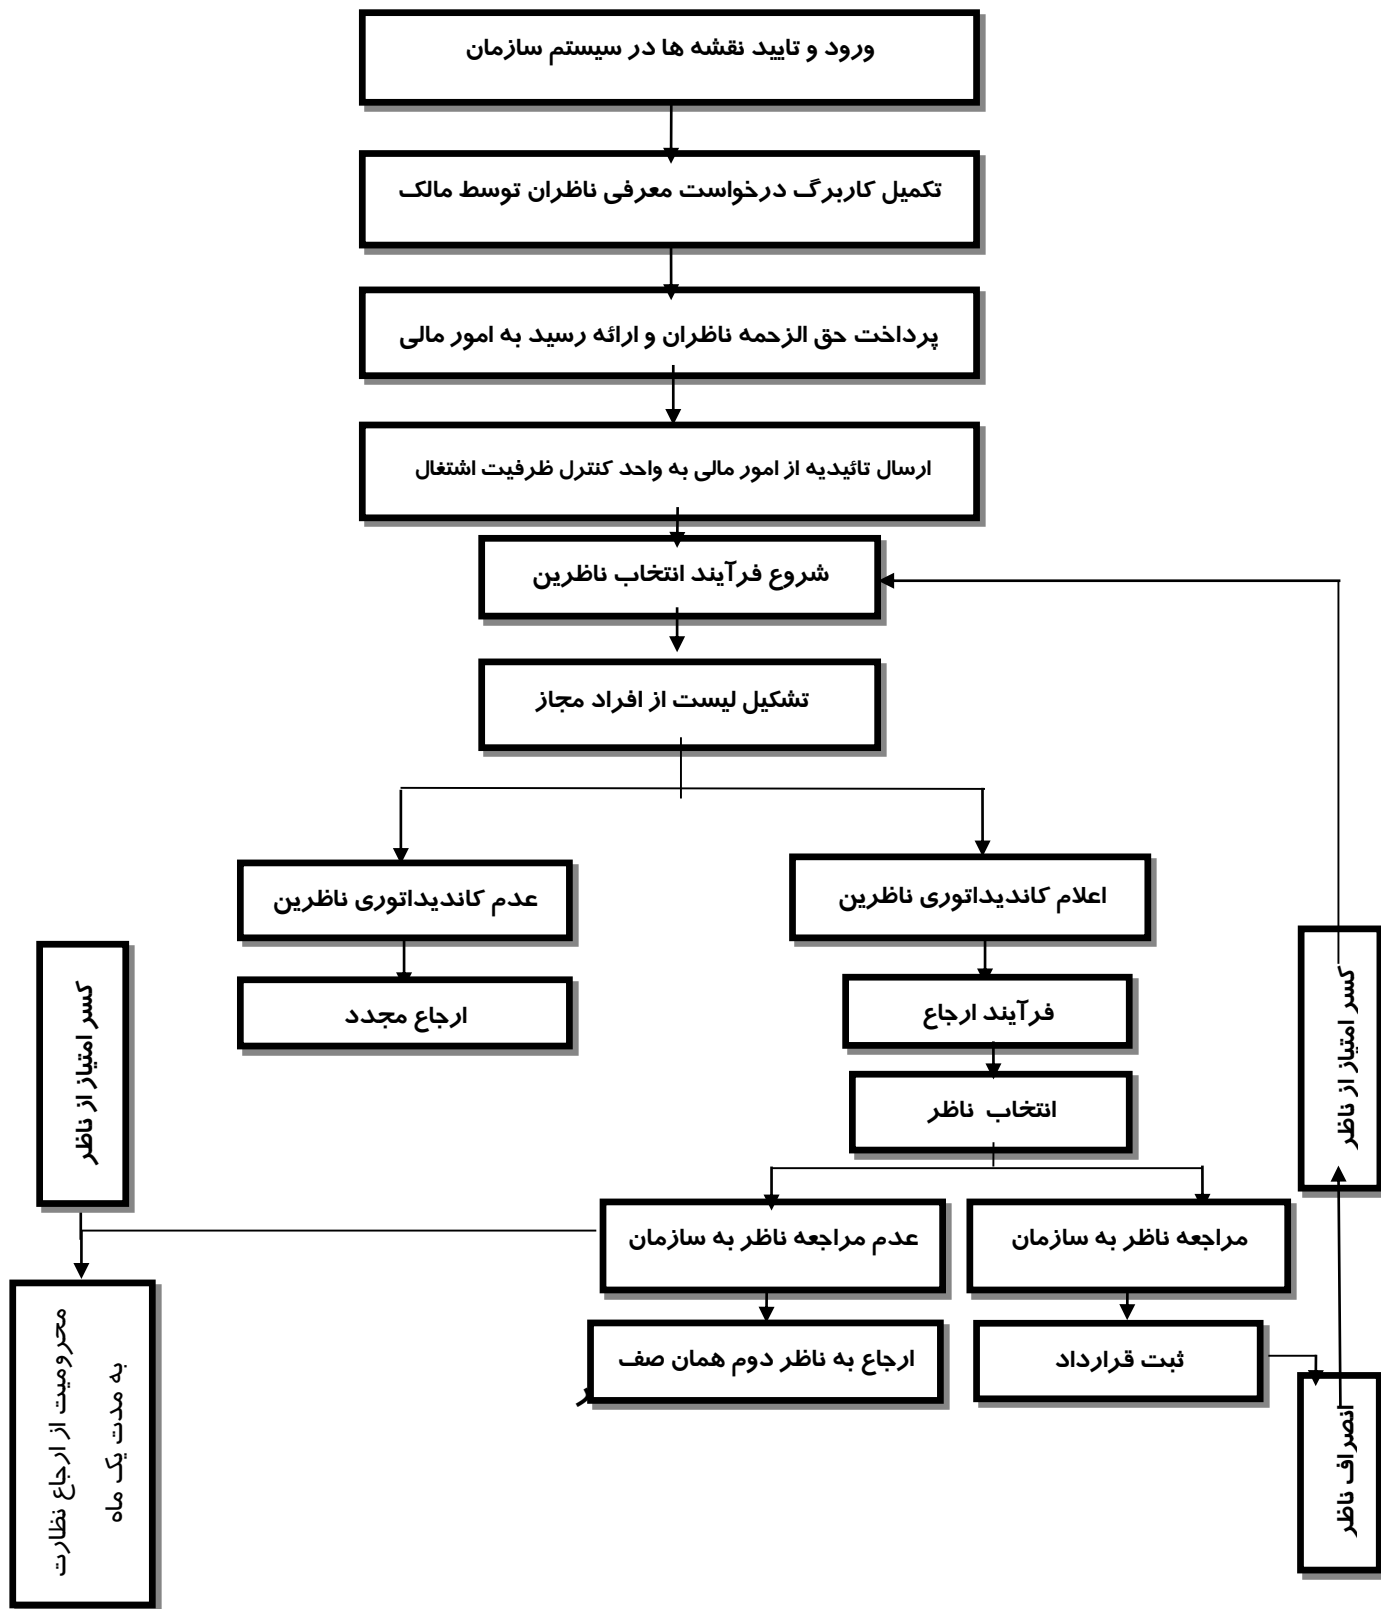 ورود و تایید نقشه ها در سیستم سازمان
تکمیل کاربرگ درخواست معرفی ناظران توسط مالک
پرداخت حق الزحمه ناظران و ارائه رسید به امور مالی
ارسال تائیدیه از امور مالی به واحد کنترل ظرفیت اشتغال
شروع فرآیند انتخاب ناظرین
تشکیل لیست از افراد مجاز
اعلام کاندیداتوری ناظرین
عدم کاندیداتوری ناظرین
کسر امتیاز از ناظر
فرآیند ارجاع
ارجاع مجدد
کسر امتیاز از ناظر
انتخاب ناظر
مراجعه ناظر به سازمان
عدم مراجعه ناظر به سازمان
ثبت قرارداد
ارجاع به ناظر دوم همان صف
انصراف ناظر
محرومیت از ارجاع نظارت
به مدت یک ماه